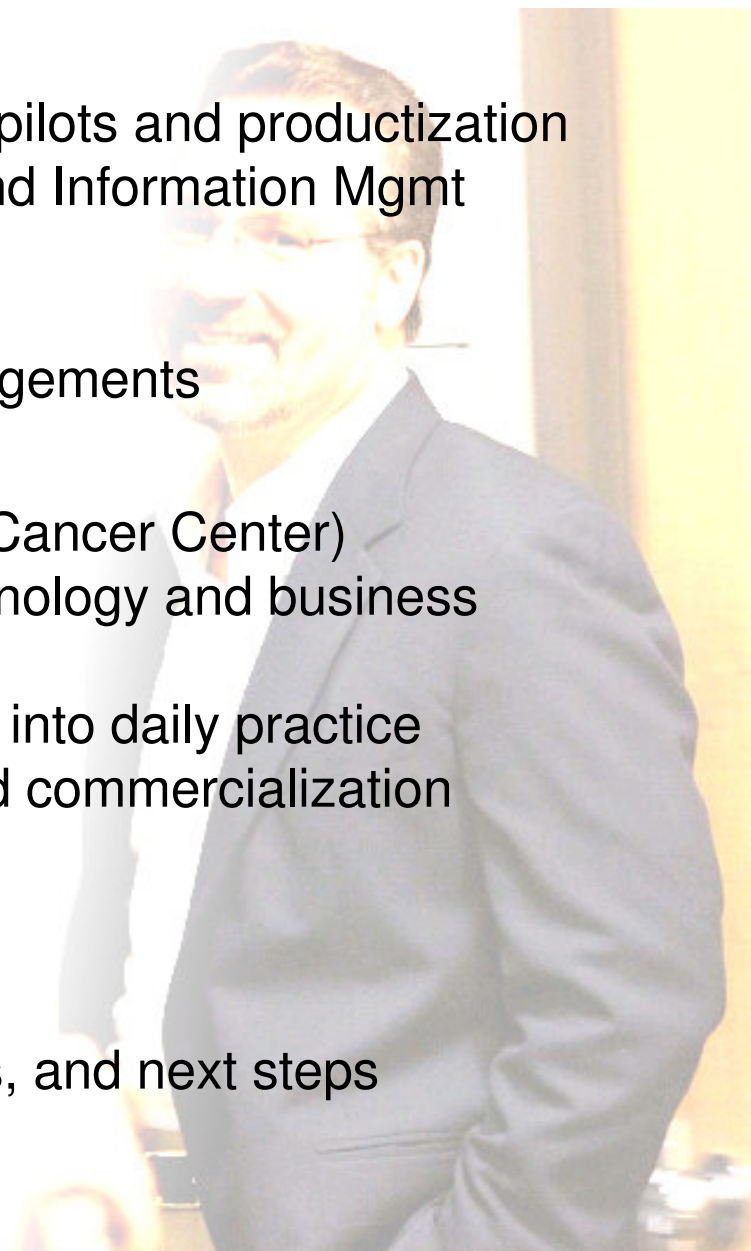 pilots and productization
nd Information Mgmt
gements
Cancer Center)
nology and business
into daily practice
d commercialization
s, and next steps